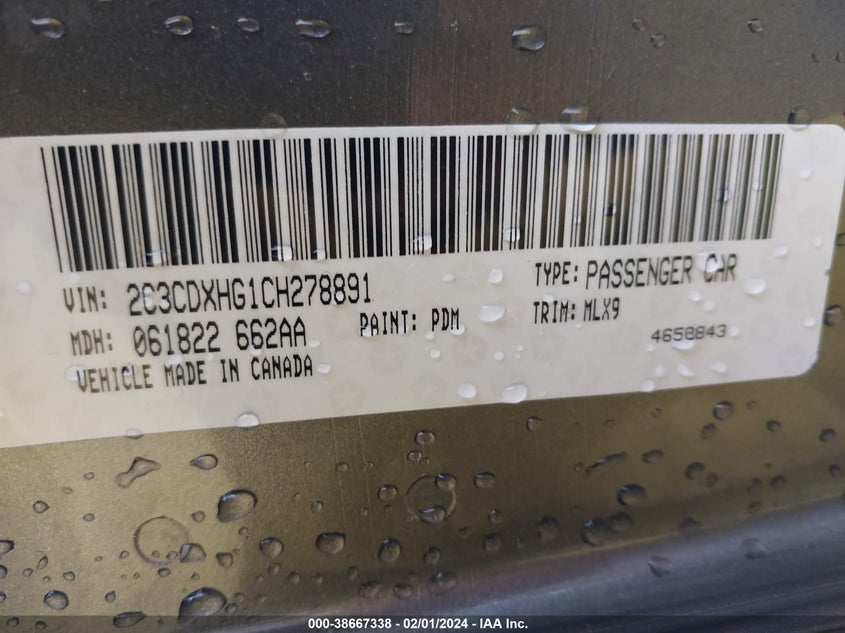 VIN: 2C3CDXHG1CH278891 TYPE: PASSENGER CAR
MDH: 061822 662AA PAINT: PDM TRIM: MLX9
VEHICLE MADE IN CANADA 4658843
000-38667338 - 02/01/2024 - IAA Inc.